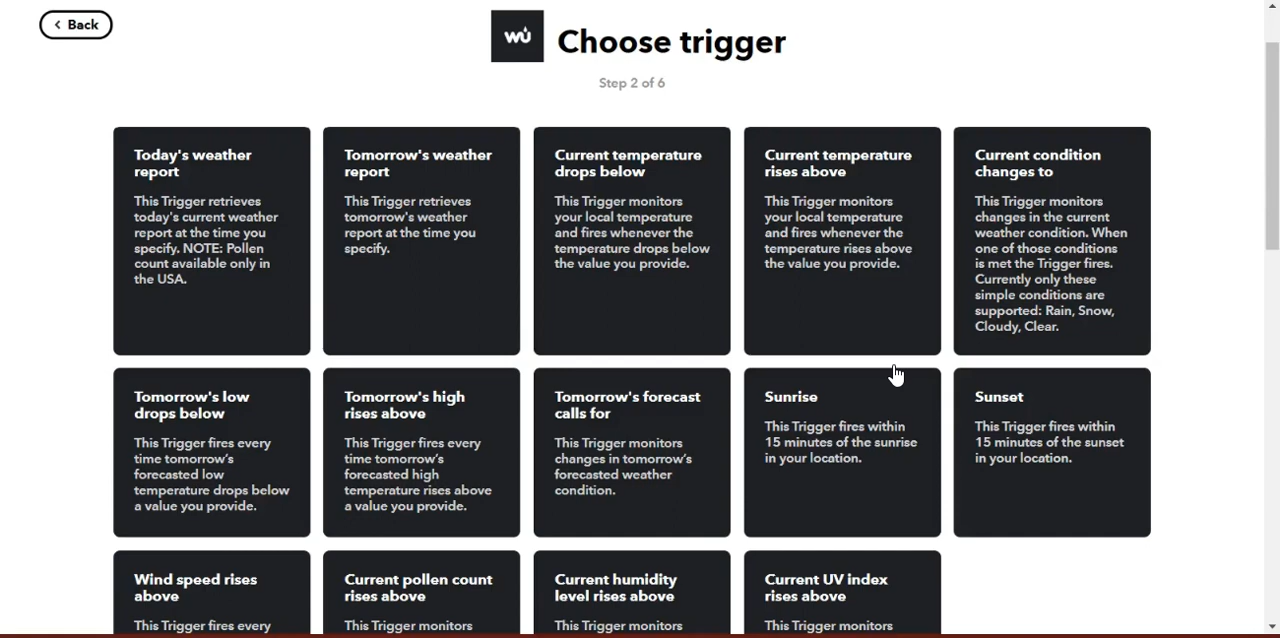 Back
wu
Choose trigger
Step 2 of 6
Today's weather
report
This Trigger retrieves
today's current weather
report at the time you
specify. NOTE: Pollen
count available only in
the USA.
Tomorrow's weather
report
This Trigger retrieves
tomorrow's weather
report at the time you
specify.
Current temperature
drops below
This Trigger monitors
your local temperature
and fires whenever the
temperature drops below
the value you provide.
Current temperature
rises above
This Trigger monitors
your local temperature
and fires whenever the
temperature rises above
the value you provide.
Current condition
changes to
This Trigger monitors
changes in the current
weather condition. When
one of those conditions
is met the Trigger fires.
Currently only these
simple conditions are
supported: Rain, Snow,
Cloudy, Clear.
Tomorrow's low
drops below
This Trigger fires every
time tomorrow’s
forecasted low
temperature drops below
a value you provide.
Tomorrow's high
rises above
This Trigger fires every
time tomorrow’s
forecasted high
temperature rises above
a value you provide.
Tomorrow's forecast
calls for
This Trigger monitors
changes in tomorrow’s
forecasted weather
condition.
Sunrise
This Trigger fires within
15 minutes of the sunrise
in your location.
Sunset
This Trigger fires within
15 minutes of the sunset
in your location.
Wind speed rises
above
This Trigger fires every
Current pollen count
rises above
This Trigger monitors
Current humidity
level rises above
This Trigger monitors
Current UV index
rises above
This Trigger monitors